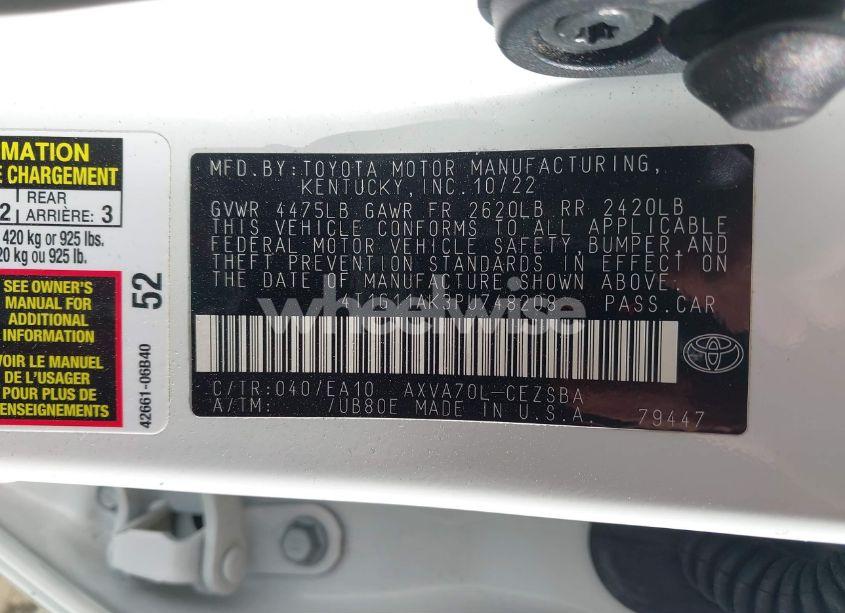 MATION
E CHARGEMENT
2 REAR ARRIÈRE: 3
420 kg or 925 lbs.
20 kg ou 925 lb.
SEE OWNER'S
MANUAL FOR
ADDITIONAL
INFORMATION
VOIR LE MANUEL
DE L'USAGER
POUR PLUS DE
RENSEIGNEMENTS
52
42661-06B40
MFD.BY:TOYOTA MOTOR MANUFACTURING,
KENTUCKY,INC.10/22
GVWR 4475LB GAWR FR 2620LB RR 2420LB
THIS VEHICLE CONFORMS TO ALL APPLICABLE
FEDERAL MOTOR VEHICLE SAFETY, BUMPER,AND
THEFT PREVENTION STANDARDS IN EFFECT ON
THE DATE OF MANUFACTURE SHOWN ABOVE.
PASS.CAR
wheelwise
C/TR:040/EA10 AXVA70L-CEZSBA
A/TM: /UB80E MADE IN U.S.A. 79447